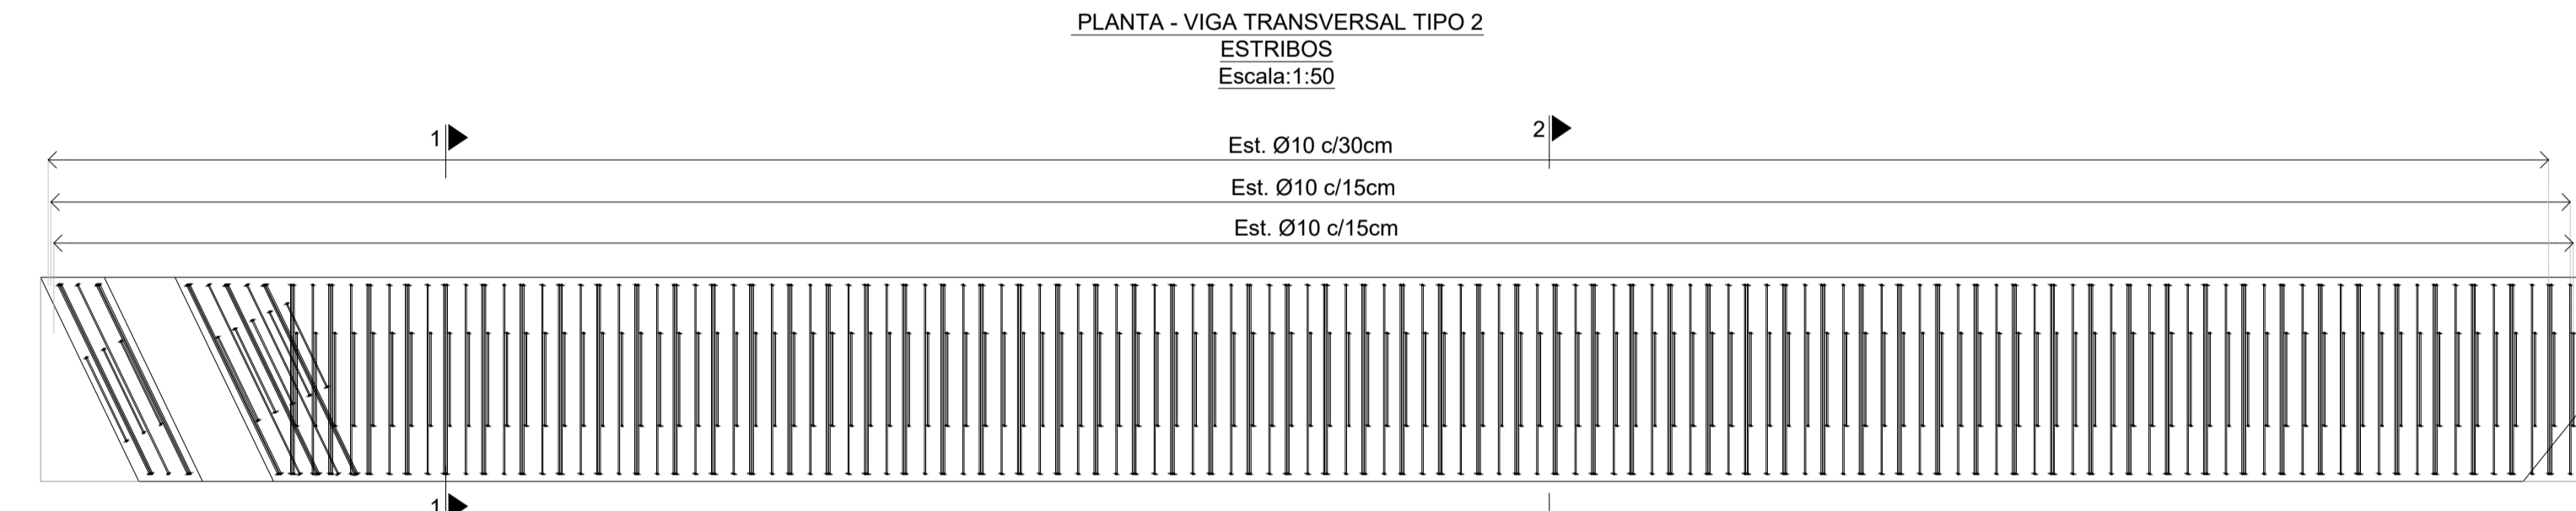 PLANTA - VIGA TRANSVERSAL TIPO 2
ESTRIBOS
Escala:1:50
1
2
Est. Ø10 c/30cm
Est. Ø10 c/15cm
Est. Ø10 c/15cm
1